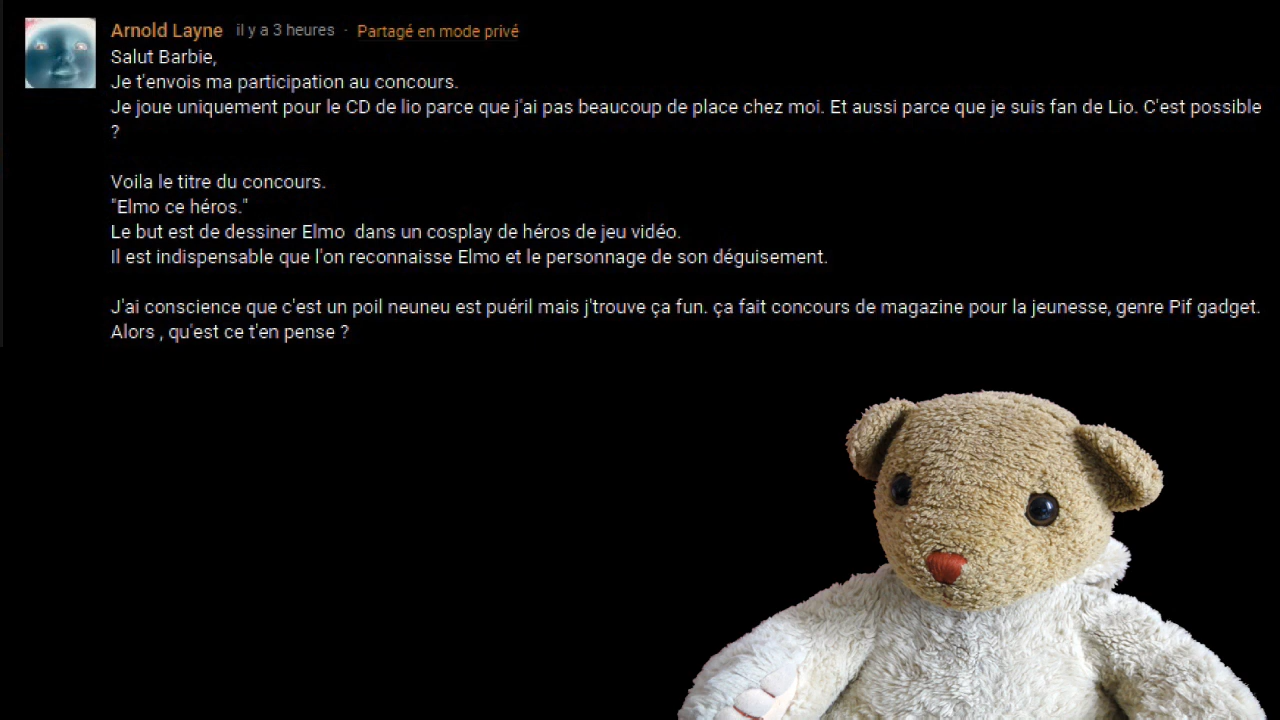 Arnold Layne il y a 3 heures · Partagé en mode privé
Salut Barbie,
Je t'envois ma participation au concours.
Je joue uniquement pour le CD de lio parce que j'ai pas beaucoup de place chez moi. Et aussi parce que je suis fan de Lio. C'est possible
?
Voila le titre du concours.
"Elmo ce héros."
Le but est de dessiner Elmo  dans un cosplay de héros de jeu vidéo.
Il est indispensable que l'on reconnaisse Elmo et le personnage de son déguisement.
J'ai conscience que c'est un poil neuneu est puéril mais j'trouve ça fun. ça fait concours de magazine pour la jeunesse, genre Pif gadget.
Alors , qu'est ce t'en pense ?